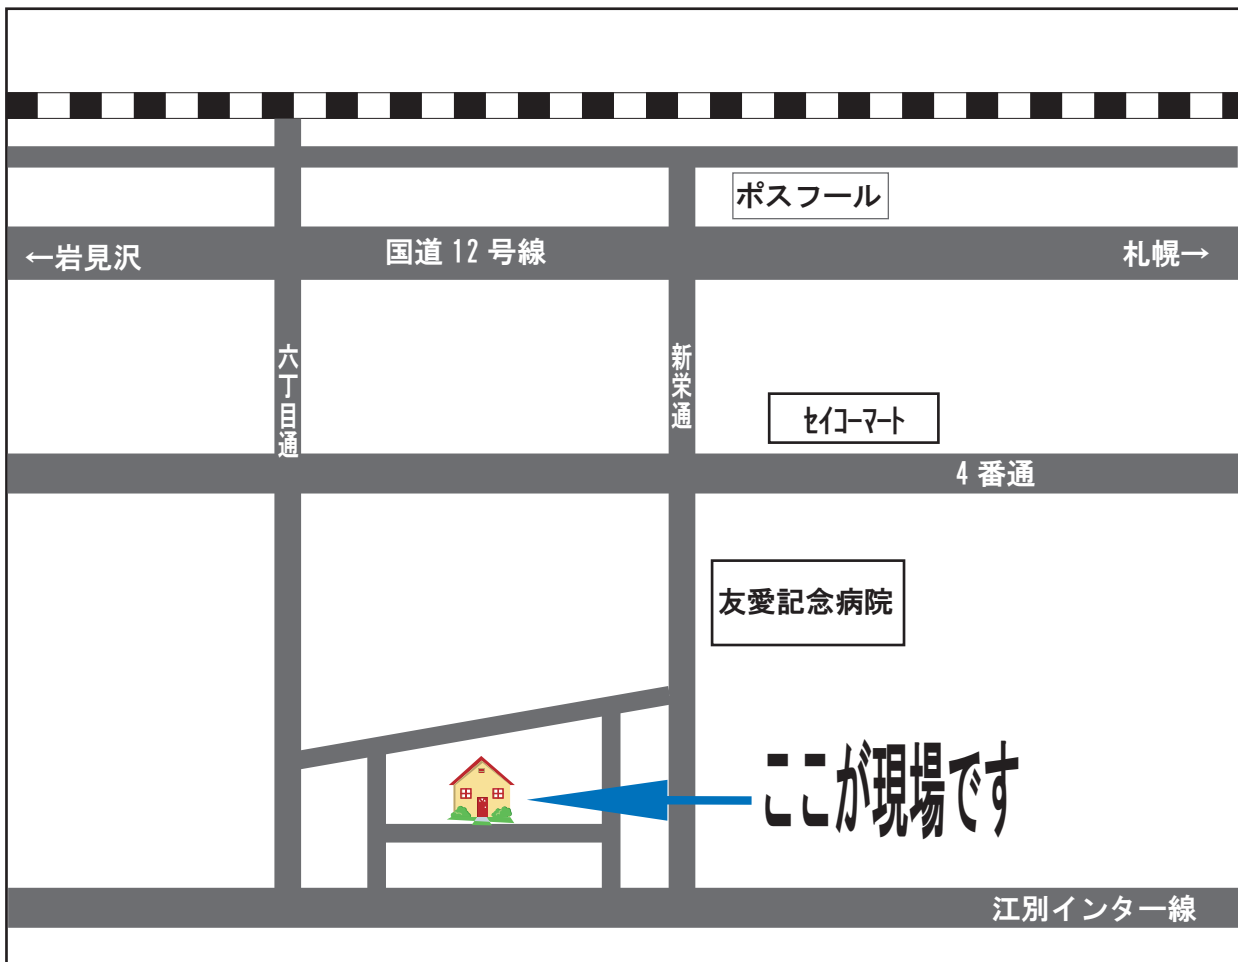 ポスフール
←岩見沢
国道12号線
札幌→
六丁目通
新栄通
セイコーマート
4番通
友愛記念病院
ここが現場です
江別インター線